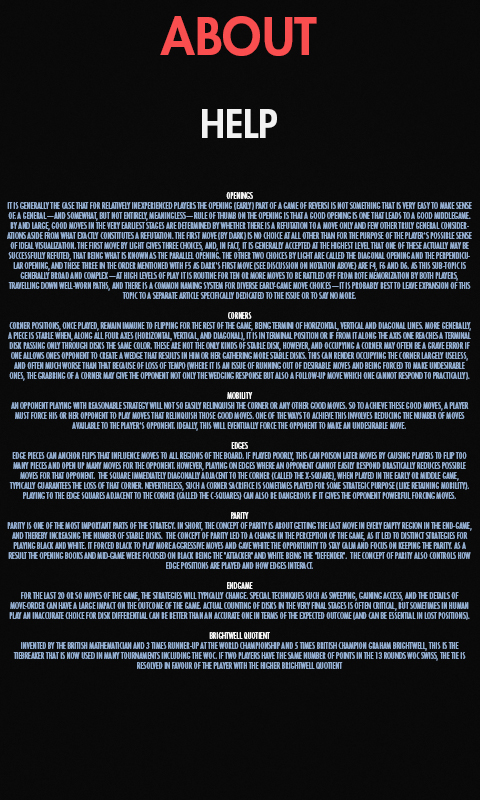 ABOUT
HELP
OPENINGS
IT IS GENERALLY THE CASE THAT FOR RELATIVELY INEXPERIENCED PLAYERS THE OPENING (EARLY) PART OF A GAME OF REVERSI IS NOT SOMETHING THAT IS VERY EASY TO MAKE SENSE
OF. A GENERAL—AND SOMEWHAT, BUT NOT ENTIRELY, MEANINGLESS—RULE OF THUMB ON THE OPENING IS THAT A GOOD OPENING IS ONE THAT LEADS TO A GOOD MIDDLEGAME.
BY AND LARGE, GOOD MOVES IN THE VERY EARLIEST STAGES ARE DETERMINED BY WHETHER THERE IS A REFUTATION TO A MOVE ONLY AND FEW OTHER TRULY GENERAL CONSIDER-
ATIONS ASIDE FROM WHAT EXACTLY CONSTITUTES A REFUTATION. THE FIRST MOVE (BY DARK) IS NO CHOICE AT ALL OTHER THAN FOR THE PURPOSE OF THE PLAYER'S POSSIBLE SENSE
OF IDEAL VISUALIZATION. THE FIRST MOVE BY LIGHT GIVES THREE CHOICES, AND, IN FACT, IT IS GENERALLY ACCEPTED AT THE HIGHEST LEVEL THAT ONE OF THESE ACTUALLY MAY BE
SUCCESSFULLY REFUTED, THAT BEING WHAT IS KNOWN AS THE PARALLEL OPENING. THE OTHER TWO CHOICES BY LIGHT ARE CALLED THE DIAGONAL OPENING AND THE PERPENDICU-
LAR OPENING, AND THESE THREE IN THE ORDER MENTIONED WITH F5 AS DARK'S FIRST MOVE (SEE DISCUSSION ON NOTATION ABOVE) ARE F4, F6 AND D6. AS THIS SUB-TOPIC IS
GENERALLY BROAD AND COMPLEX—AT HIGH LEVELS OF PLAY IT IS ROUTINE FOR TEN OR MORE MOVES TO BE RATTLED OFF FROM ROTE MEMORIZATION BY BOTH PLAYERS,
TRAVELLING DOWN WELL-WORN PATHS, AND THERE IS A COMMON NAMING SYSTEM FOR DIVERSE EARLY-GAME MOVE CHOICES—IT IS PROBABLY BEST TO LEAVE EXPANSION OF THIS
TOPIC TO A SEPARATE ARTICLE SPECIFICALLY DEDICATED TO THE ISSUE OR TO SAY NO MORE.
CORNERS
CORNER POSITIONS, ONCE PLAYED, REMAIN IMMUNE TO FLIPPING FOR THE REST OF THE GAME, BEING TERMINI OF HORIZONTAL, VERTICAL AND DIAGONAL LINES. MORE GENERALLY,
A PIECE IS STABLE WHEN, ALONG ALL FOUR AXES (HORIZONTAL, VERTICAL, AND DIAGONAL), IT IS IN TERMINAL POSITION OR IF FROM IT ALONG THE AXIS ONE REACHES A TERMINAL
DISK PASSING ONLY THROUGH DISKS THE SAME COLOR. THESE ARE NOT THE ONLY KINDS OF STABLE DISK, HOWEVER, AND OCCUPYING A CORNER MAY OFTEN BE A GRAVE ERROR IF
ONE ALLOWS ONES OPPONENT TO CREATE A WEDGE THAT RESULTS IN HIM OR HER GATHERING MORE STABLE DISKS. THIS CAN RENDER OCCUPYING THE CORNER LARGELY USELESS,
AND OFTEN MUCH WORSE THAN THAT BECAUSE OF LOSS OF TEMPO (WHERE IT IS AN ISSUE OF RUNNING OUT OF DESIRABLE MOVES AND BEING FORCED TO MAKE UNDESIRABLE
ONES, THE GRABBING OF A CORNER MAY GIVE THE OPPONENT NOT ONLY THE WEDGING RESPONSE BUT ALSO A FOLLOW-UP MOVE WHICH ONE CANNOT RESPOND TO PRACTICALLY).
MOBILITY
AN OPPONENT PLAYING WITH REASONABLE STRATEGY WILL NOT SO EASILY RELINQUISH THE CORNER OR ANY OTHER GOOD MOVES. SO TO ACHIEVE THESE GOOD MOVES, A PLAYER
MUST FORCE HIS OR HER OPPONENT TO PLAY MOVES THAT RELINQUISH THOSE GOOD MOVES. ONE OF THE WAYS TO ACHIEVE THIS INVOLVES REDUCING THE NUMBER OF MOVES
AVAILABLE TO THE PLAYER'S OPPONENT. IDEALLY, THIS WILL EVENTUALLY FORCE THE OPPONENT TO MAKE AN UNDESIRABLE MOVE.
EDGES
EDGE PIECES CAN ANCHOR FLIPS THAT INFLUENCE MOVES TO ALL REGIONS OF THE BOARD. IF PLAYED POORLY, THIS CAN POISON LATER MOVES BY CAUSING PLAYERS TO FLIP TOO
MANY PIECES AND OPEN UP MANY MOVES FOR THE OPPONENT. HOWEVER, PLAYING ON EDGES WHERE AN OPPONENT CANNOT EASILY RESPOND DRASTICALLY REDUCES POSSIBLE
MOVES FOR THAT OPPONENT. THE SQUARE IMMEDIATELY DIAGONALLY ADJACENT TO THE CORNER (CALLED THE X-SQUARE), WHEN PLAYED IN THE EARLY OR MIDDLE GAME,
TYPICALLY GUARANTEES THE LOSS OF THAT CORNER. NEVERTHELESS, SUCH A CORNER SACRIFICE IS SOMETIMES PLAYED FOR SOME STRATEGIC PURPOSE (LIKE RETAINING MOBILITY).
PLAYING TO THE EDGE SQUARES ADJACENT TO THE CORNER (CALLED THE C-SQUARES) CAN ALSO BE DANGEROUS IF IT GIVES THE OPPONENT POWERFUL FORCING MOVES.
PARITY
PARITY IS ONE OF THE MOST IMPORTANT PARTS OF THE STRATEGY. IN SHORT, THE CONCEPT OF PARITY IS ABOUT GETTING THE LAST MOVE IN EVERY EMPTY REGION IN THE END-GAME,
AND THEREBY INCREASING THE NUMBER OF STABLE DISKS. THE CONCEPT OF PARITY LED TO A CHANGE IN THE PERCEPTION OF THE GAME, AS IT LED TO DISTINCT STRATEGIES FOR
PLAYING BLACK AND WHITE. IT FORCED BLACK TO PLAY MORE AGGRESSIVE MOVES AND GAVE WHITE THE OPPORTUNITY TO STAY CALM AND FOCUS ON KEEPING THE PARITY. AS A
RESULT THE OPENING BOOKS AND MID-GAME WERE FOCUSED ON BLACK BEING THE "ATTACKER" AND WHITE BEING THE "DEFENDER". THE CONCEPT OF PARITY ALSO CONTROLS HOW
EDGE POSITIONS ARE PLAYED AND HOW EDGES INTERACT.
ENDGAME
FOR THE LAST 20 OR SO MOVES OF THE GAME, THE STRATEGIES WILL TYPICALLY CHANGE. SPECIAL TECHNIQUES SUCH AS SWEEPING, GAINING ACCESS, AND THE DETAILS OF
MOVE-ORDER CAN HAVE A LARGE IMPACT ON THE OUTCOME OF THE GAME. ACTUAL COUNTING OF DISKS IN THE VERY FINAL STAGES IS OFTEN CRITICAL, BUT SOMETIMES IN HUMAN
PLAY AN INACCURATE CHOICE FOR DISK DIFFERENTIAL CAN BE BETTER THAN AN ACCURATE ONE IN TERMS OF THE EXPECTED OUTCOME (AND CAN BE ESSENTIAL IN LOST POSITIONS).
BRIGHTWELL QUOTIENT
INVENTED BY THE BRITISH MATHEMATICIAN AND 3 TIMES RUNNER-UP AT THE WORLD CHAMPIONSHIP AND 5 TIMES BRITISH CHAMPION GRAHAM BRIGHTWELL, THIS IS THE
TIEBREAKER THAT IS NOW USED IN MANY TOURNAMENTS INCLUDING THE WOC. IF TWO PLAYERS HAVE THE SAME NUMBER OF POINTS IN THE 13 ROUNDS WOC SWISS, THE TIE IS
RESOLVED IN FAVOUR OF THE PLAYER WITH THE HIGHER BRIGHTWELL QUOTIENT